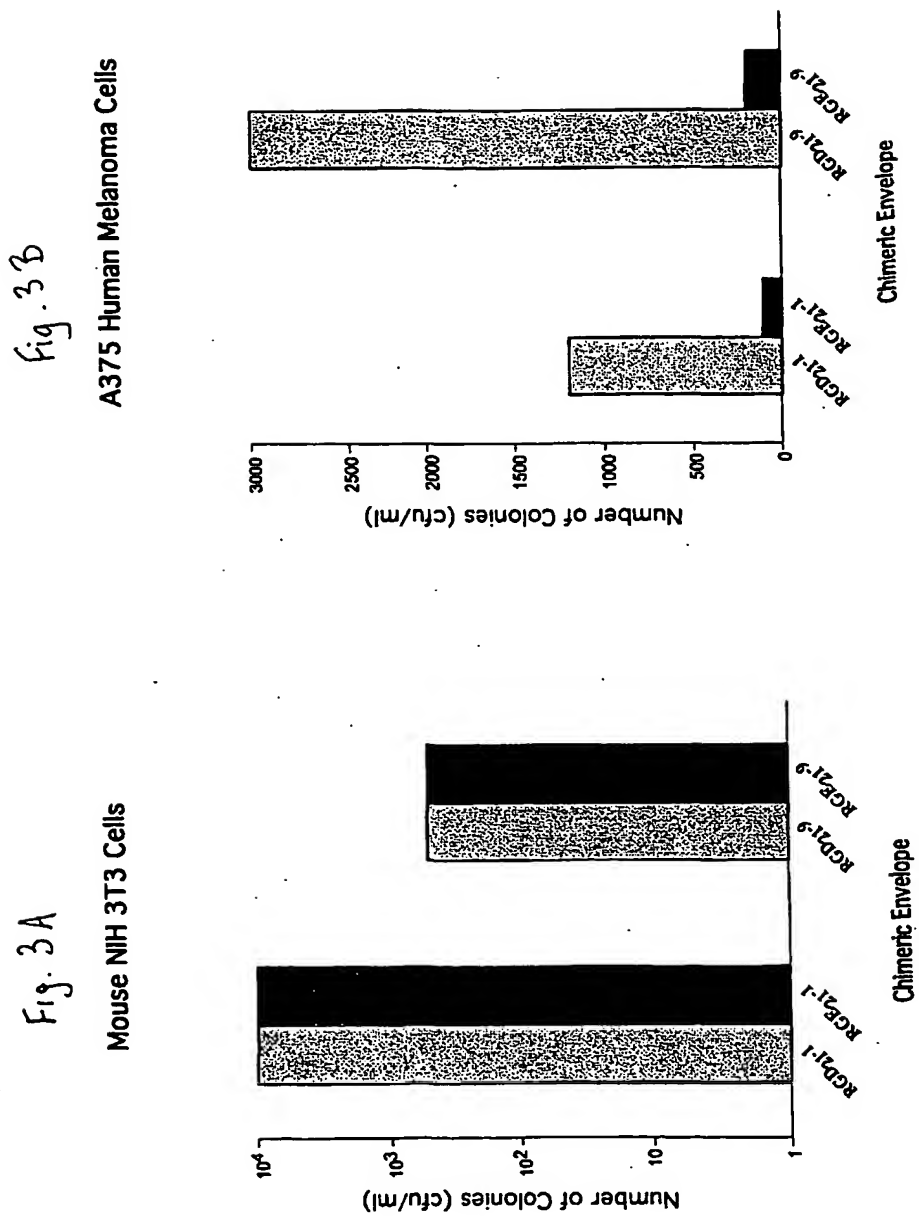 Fig. 3A
Mouse NIH 3T3 Cells
Number of Colonies (cfu/ml)
10⁴
10³
10²
10
1
RGD21-1
RGE21-1
RGD21-9
RGE21-9
Chimeric Envelope
Fig. 3B
A375 Human Melanoma Cells
Number of Colonies (cfu/ml)
3000
2500
2000
1500
1000
500
0
RGD21-1
RGE21-1
RGD21-9
RGE21-9
Chimeric Envelope